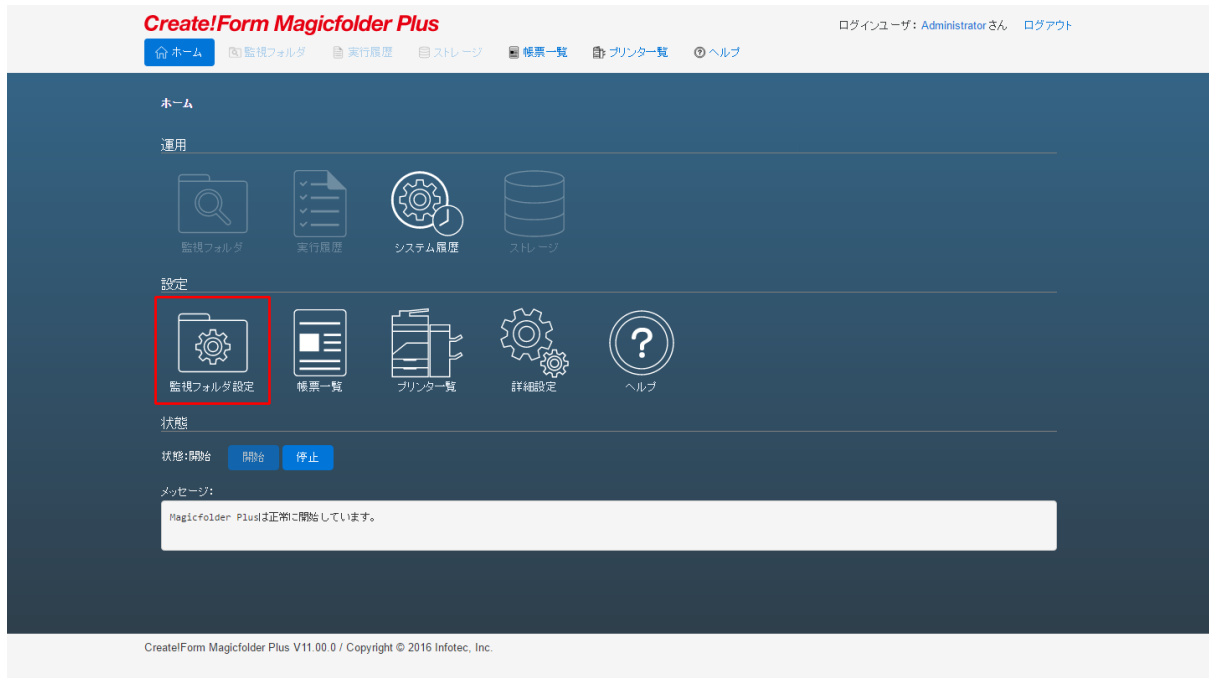 Create!Form Magicfolder Plus
ログインユーザ: Administratorさん ログアウト
ホーム 監視フォルダ 実行履歴 ストレージ 帳票一覧 プリンター覧 ヘルプ
ホーム
運用
監視フォルダ 実行履歴 システム履歴 ストレージ
設定
監視フォルダ設定 帳票一覧 プリンター覧 詳細設定 ヘルプ
状態
状態:開始 開始 停止
メッセージ:
Magicfolder Plusは正常に開始しています。
Create!Form Magicfolder Plus V11.00.0 / Copyright © 2016 Infotec, Inc.